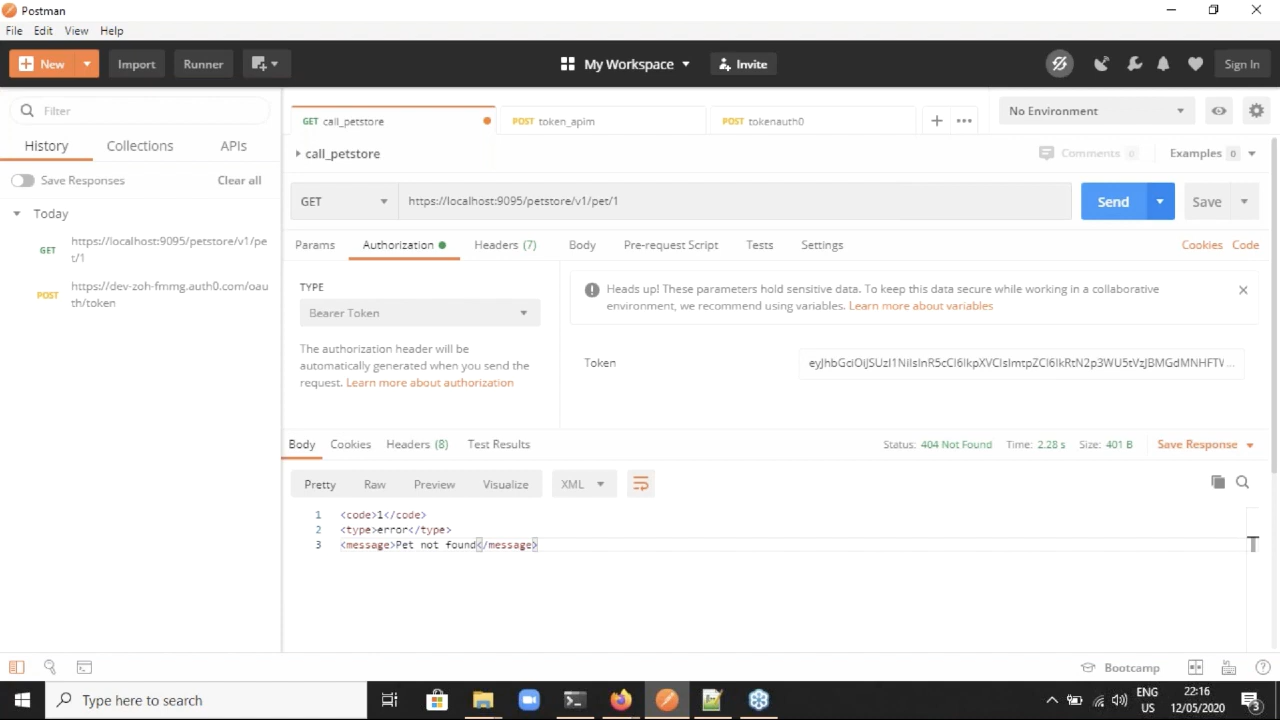 Postman
File Edit View Help
New
Import
Runner
My Workspace
Invite
Sign In
Filter
History
Collections
APIs
Save Responses
Clear all
Today
GET https://localhost:9095/petstore/v1/pe
t/1
POST https://dev-zoh-fmmg.auth0.com/oau
th/token
GET call_petstore
POST token_apim
POST tokenauth0
No Environment
call_petstore
Comments 0
Examples 0
GET
https://localhost:9095/petstore/v1/pet/1
Send
Save
Params
Authorization
Headers (7)
Body
Pre-request Script
Tests
Settings
Cookies
Code
TYPE
Bearer Token
The authorization header will be
automatically generated when you send the
request. Learn more about authorization
Heads up! These parameters hold sensitive data. To keep this data secure while working in a collaborative
environment, we recommend using variables. Learn more about variables
Token
Body
Cookies
Headers (8)
Test Results
Status: 404 Not Found
Time: 2.28 s
Size: 401 B
Save Response
Pretty
Raw
Preview
Visualize
XML
1 <code>1</code>
2 <type>error</type>
3 <message>Pet not found</message>
Bootcamp
Type here to search
ENG
US
22:16
12/05/2020
3